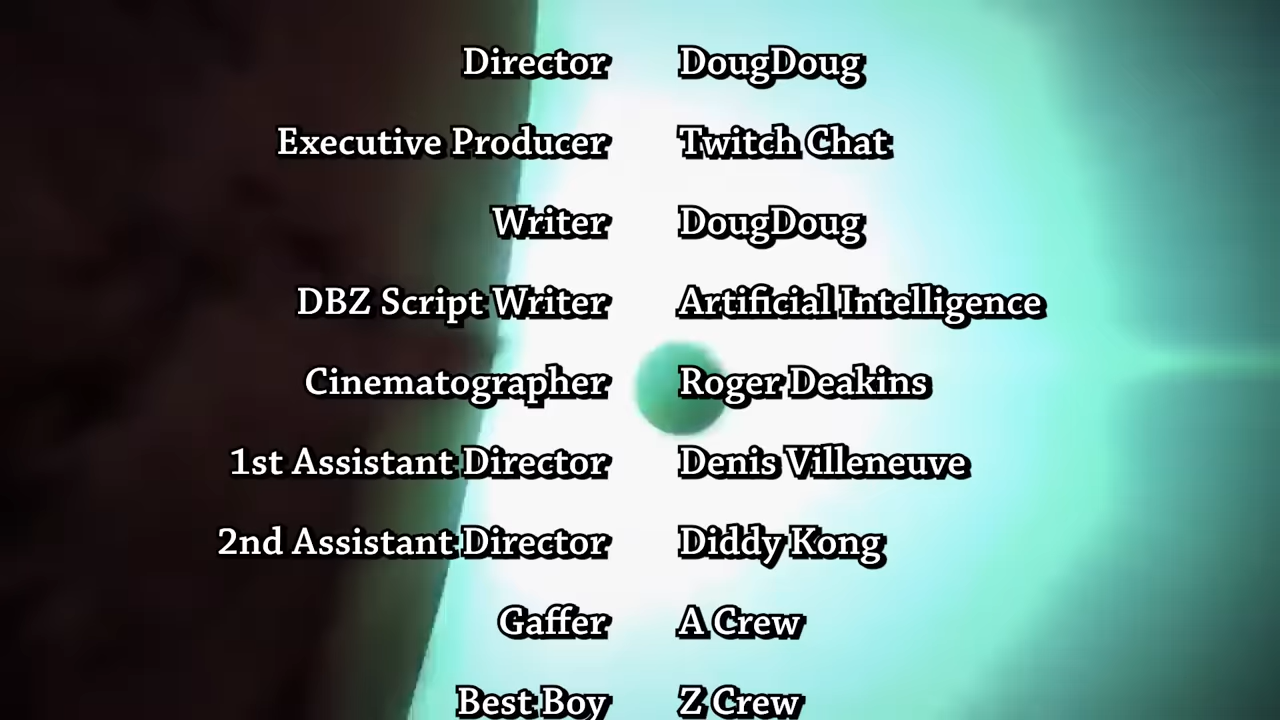 Director DougDoug
Executive Producer Twitch Chat
Writer DougDoug
DBZ Script Writer Artificial Intelligence
Cinematographer Roger Deakins
1st Assistant Director Denis Villeneuve
2nd Assistant Director Diddy Kong
Gaffer A Crew
Best Boy Z Crew